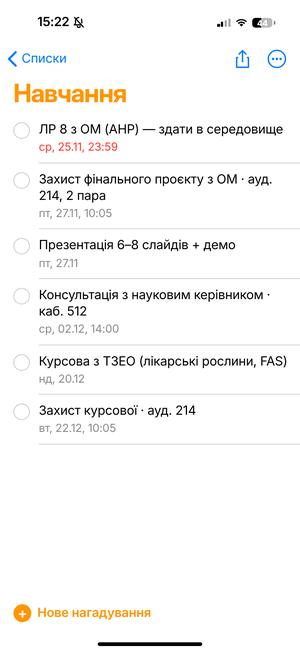 15:22
44
Списки
Навчання
ЛР 8 з ОМ (АНР) — здати в середовище
ср, 25.11, 23:59
Захист фінального проєкту з ОМ · ауд.
214, 2 пара
пт, 27.11, 10:05
Презентація 6–8 слайдів + демо
пт, 27.11
Консультація з науковим керівником ·
каб. 512
ср, 02.12, 14:00
Курсова з ТЗЕО (лікарські рослини, FAS)
нд, 20.12
Захист курсової · ауд. 214
вт, 22.12, 10:05
Нове нагадування